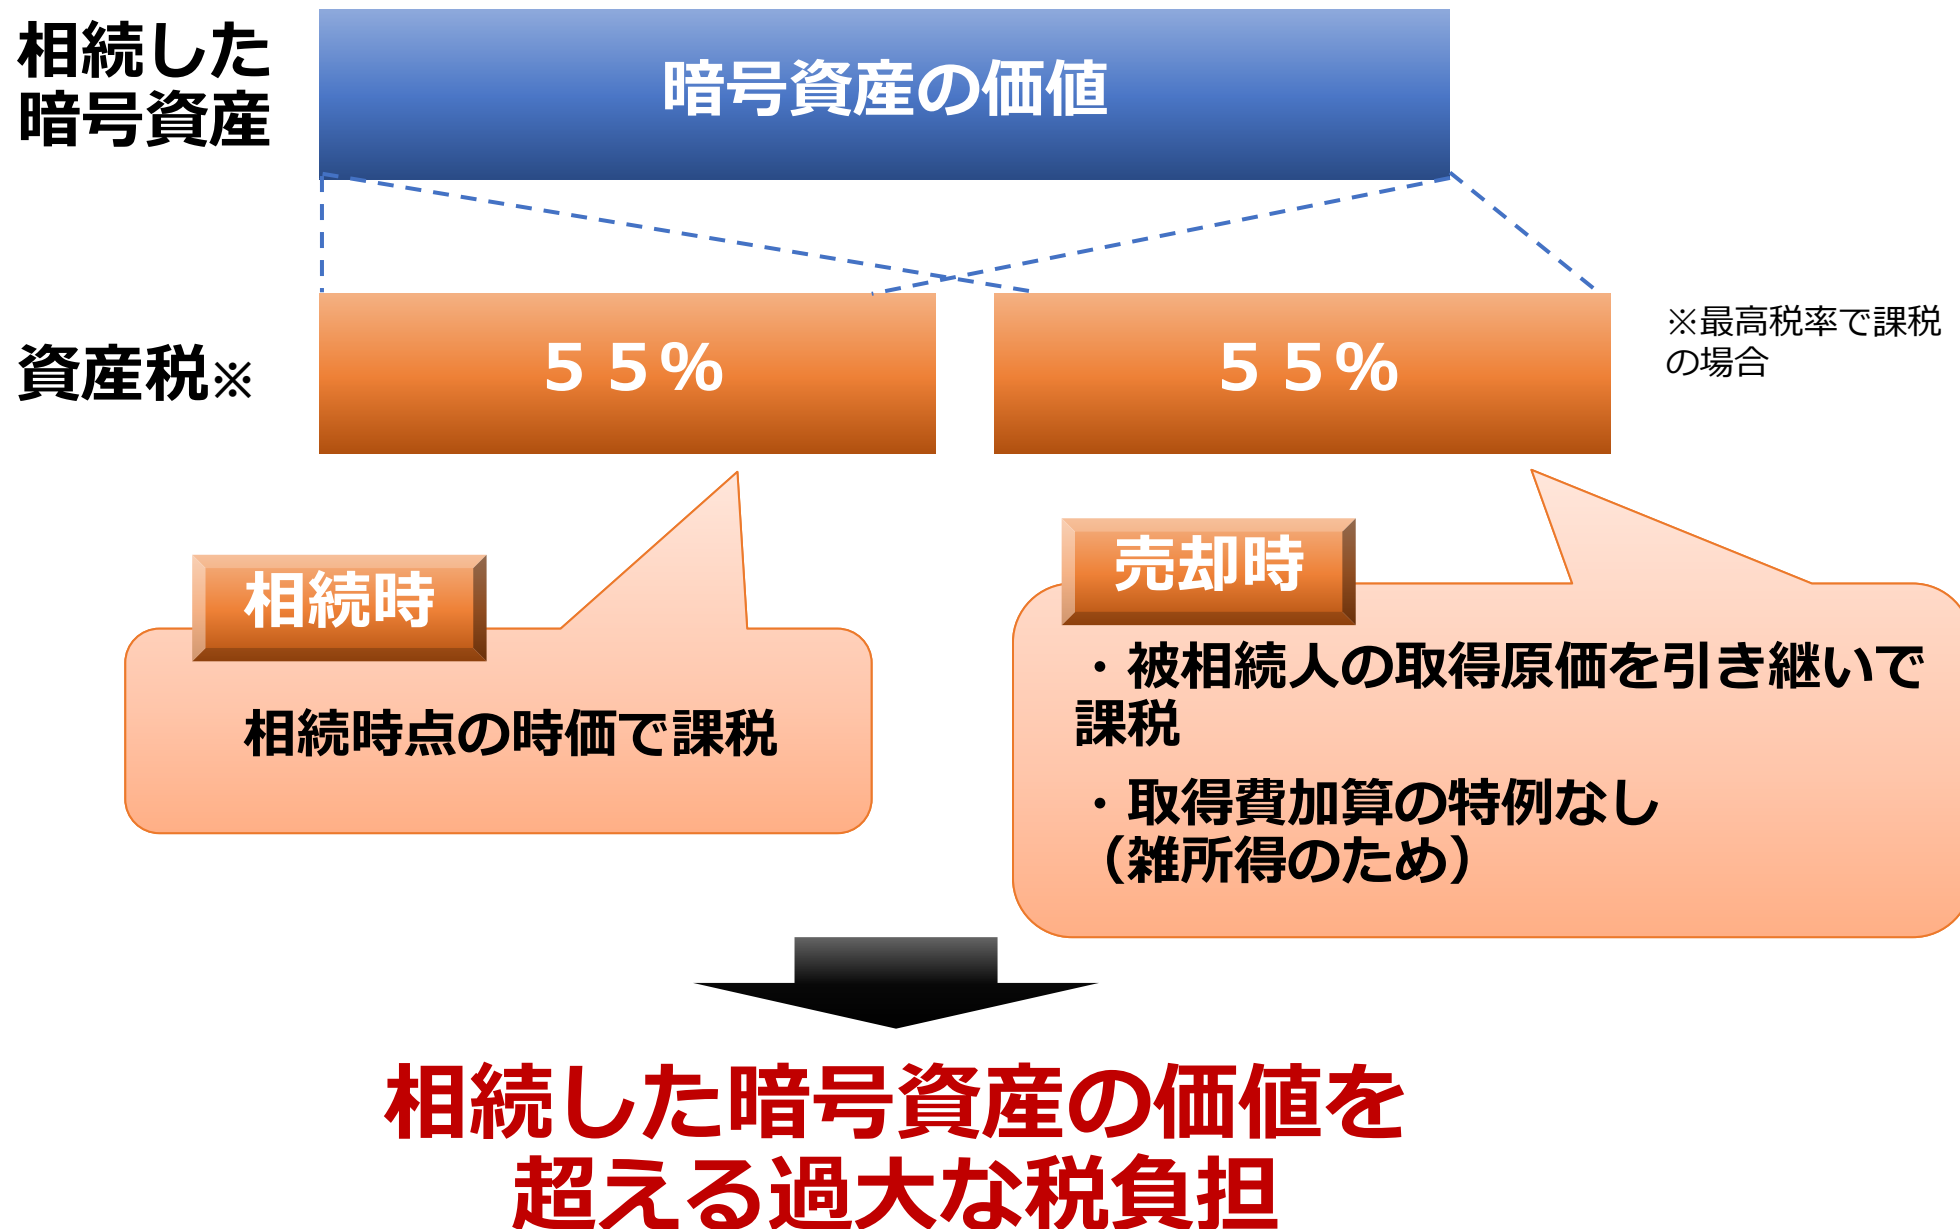 相続した
暗号資産
暗号資産の価値
資産税※
５５%
５５%
※最高税率で課税
の場合
相続時
相続時点の時価で課税
売却時
・被相続人の取得原価を引き継いで
課税
・取得費加算の特例なし
（雑所得のため）
相続した暗号資産の価値を
超える過大な税負担